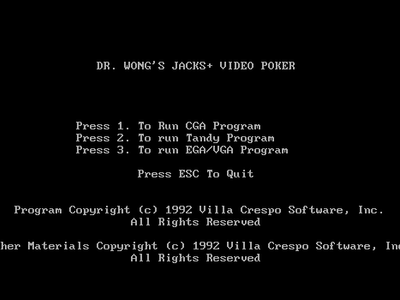 DR. WONG'S JACKS+ VIDEO POKER
Press 1. To Run CGA Program
Press 2. To run Tandy Program
Press 3. To run EGA/VGA Program
Press ESC To Quit
Program Copyright (c) 1992 Villa Crespo Software, Inc.
All Rights Reserved
her Materials Copyright (c) 1992 Villa Crespo Software, Inc
All Rights Reserved